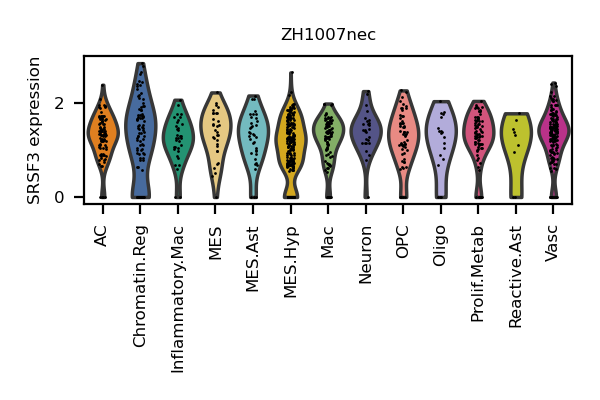 ZH1007nec
SRSF3 expression
2
0
AC
Chromatin.Reg
Inflammatory.Mac
MES
MES.Ast
MES.Hyp
Mac
Neuron
OPC
Oligo
Prolif.Metab
Reactive.Ast
Vasc